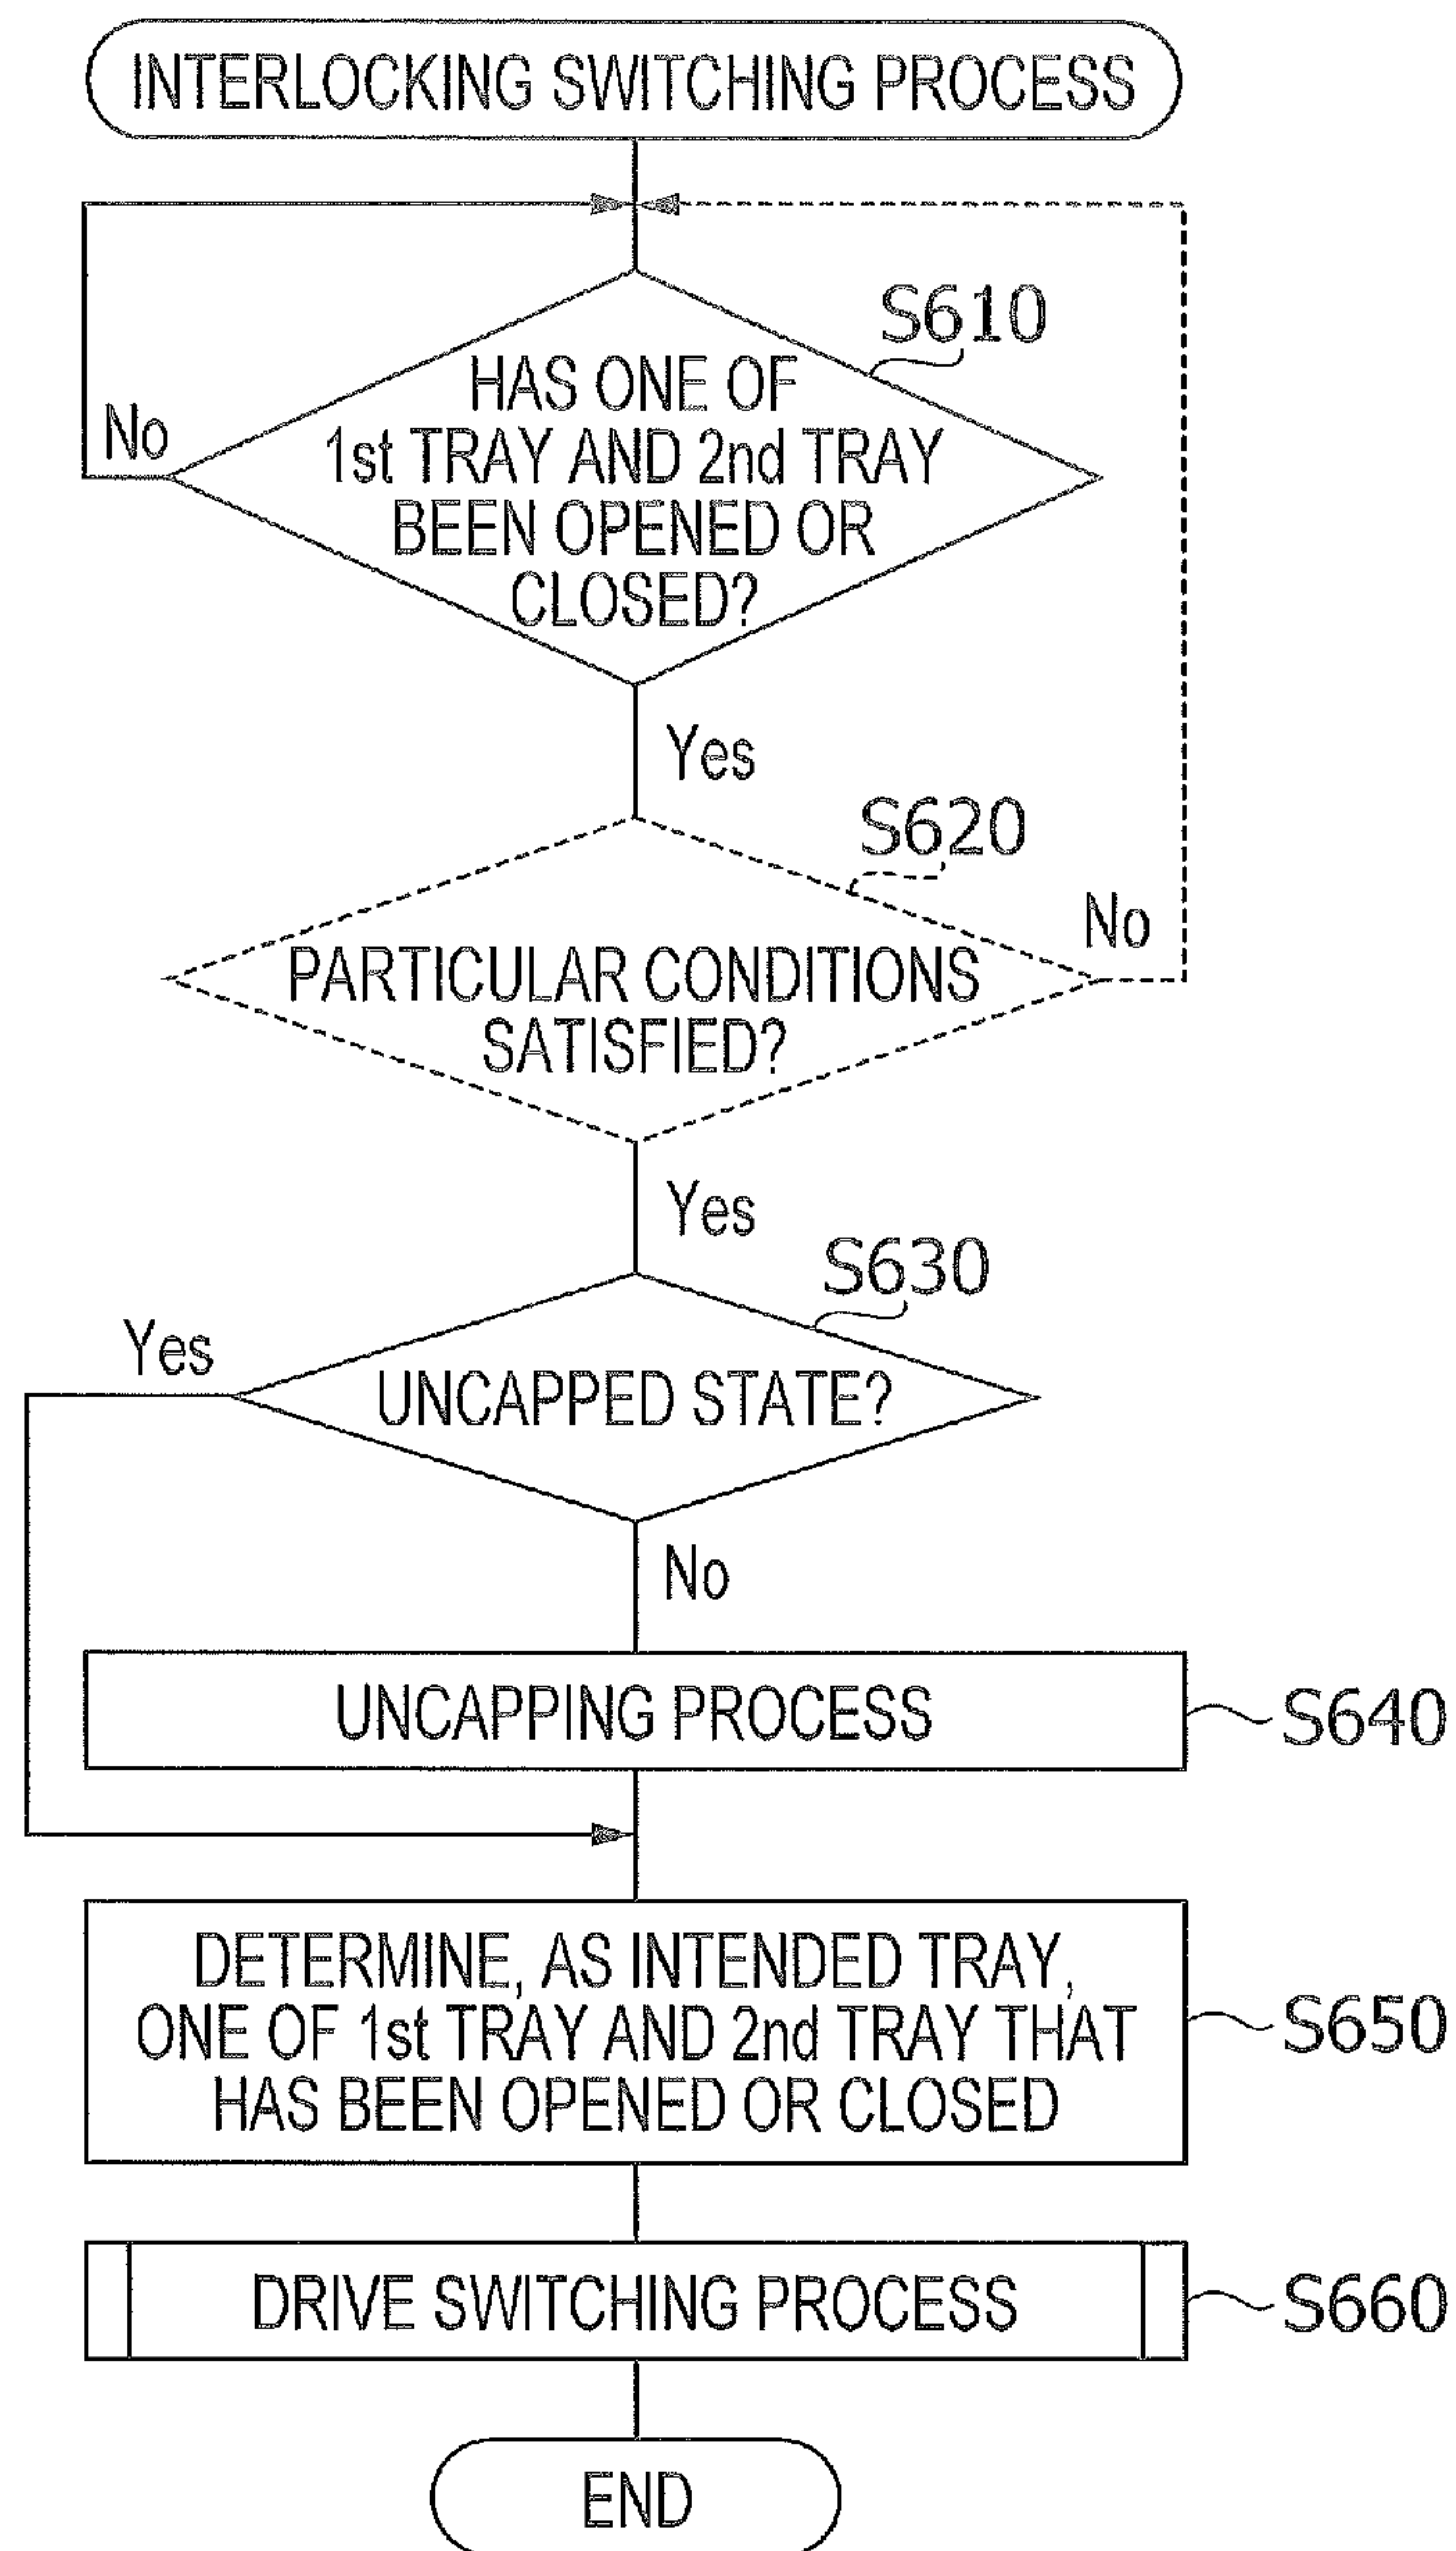 INTERLOCKING SWITCHING PROCESS
S610
HAS ONE OF
1st TRAY AND 2nd TRAY
BEEN OPENED OR
CLOSED?
No
Yes
S620
PARTICULAR CONDITIONS
SATISFIED?
No
Yes
S630
UNCAPPED STATE?
Yes
No
UNCAPPING PROCESS
S640
DETERMINE, AS INTENDED TRAY,
ONE OF 1st TRAY AND 2nd TRAY THAT
HAS BEEN OPENED OR CLOSED
S650
DRIVE SWITCHING PROCESS
S660
END